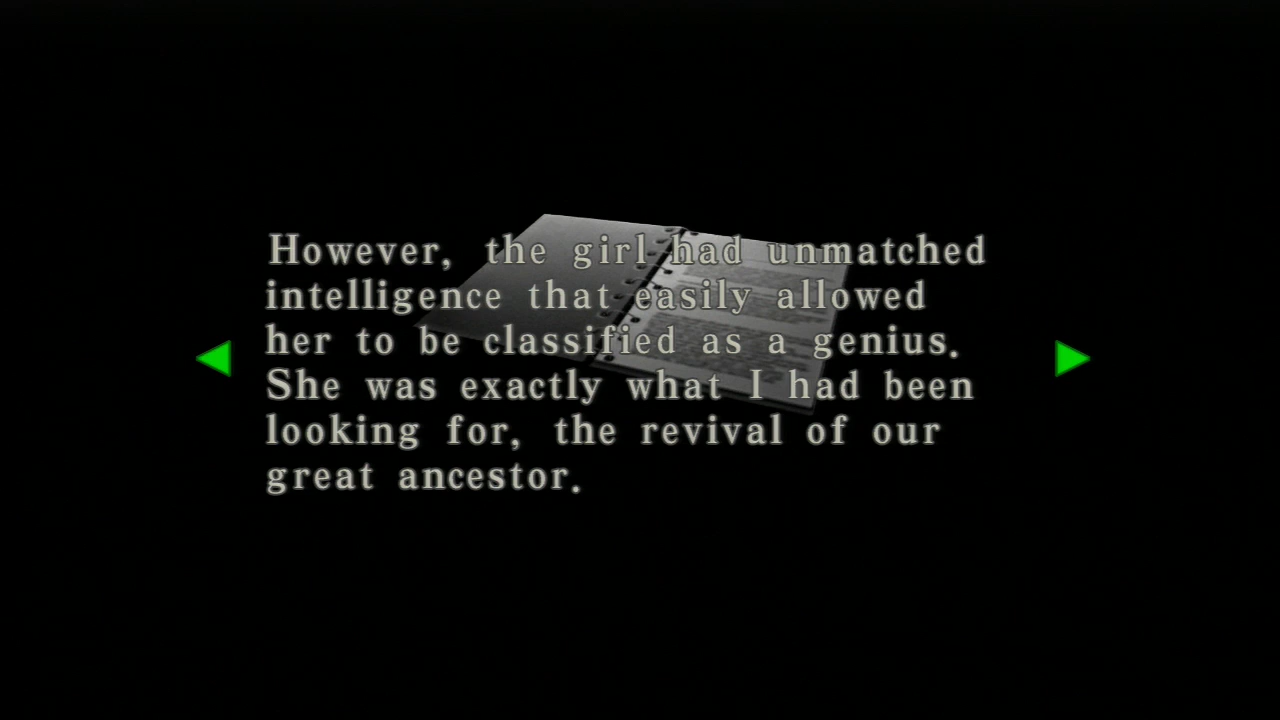 However, the girl had unmatched
intelligence that easily allowed
her to be classified as a genius.
She was exactly what I had been
looking for, the revival of our
great ancestor.